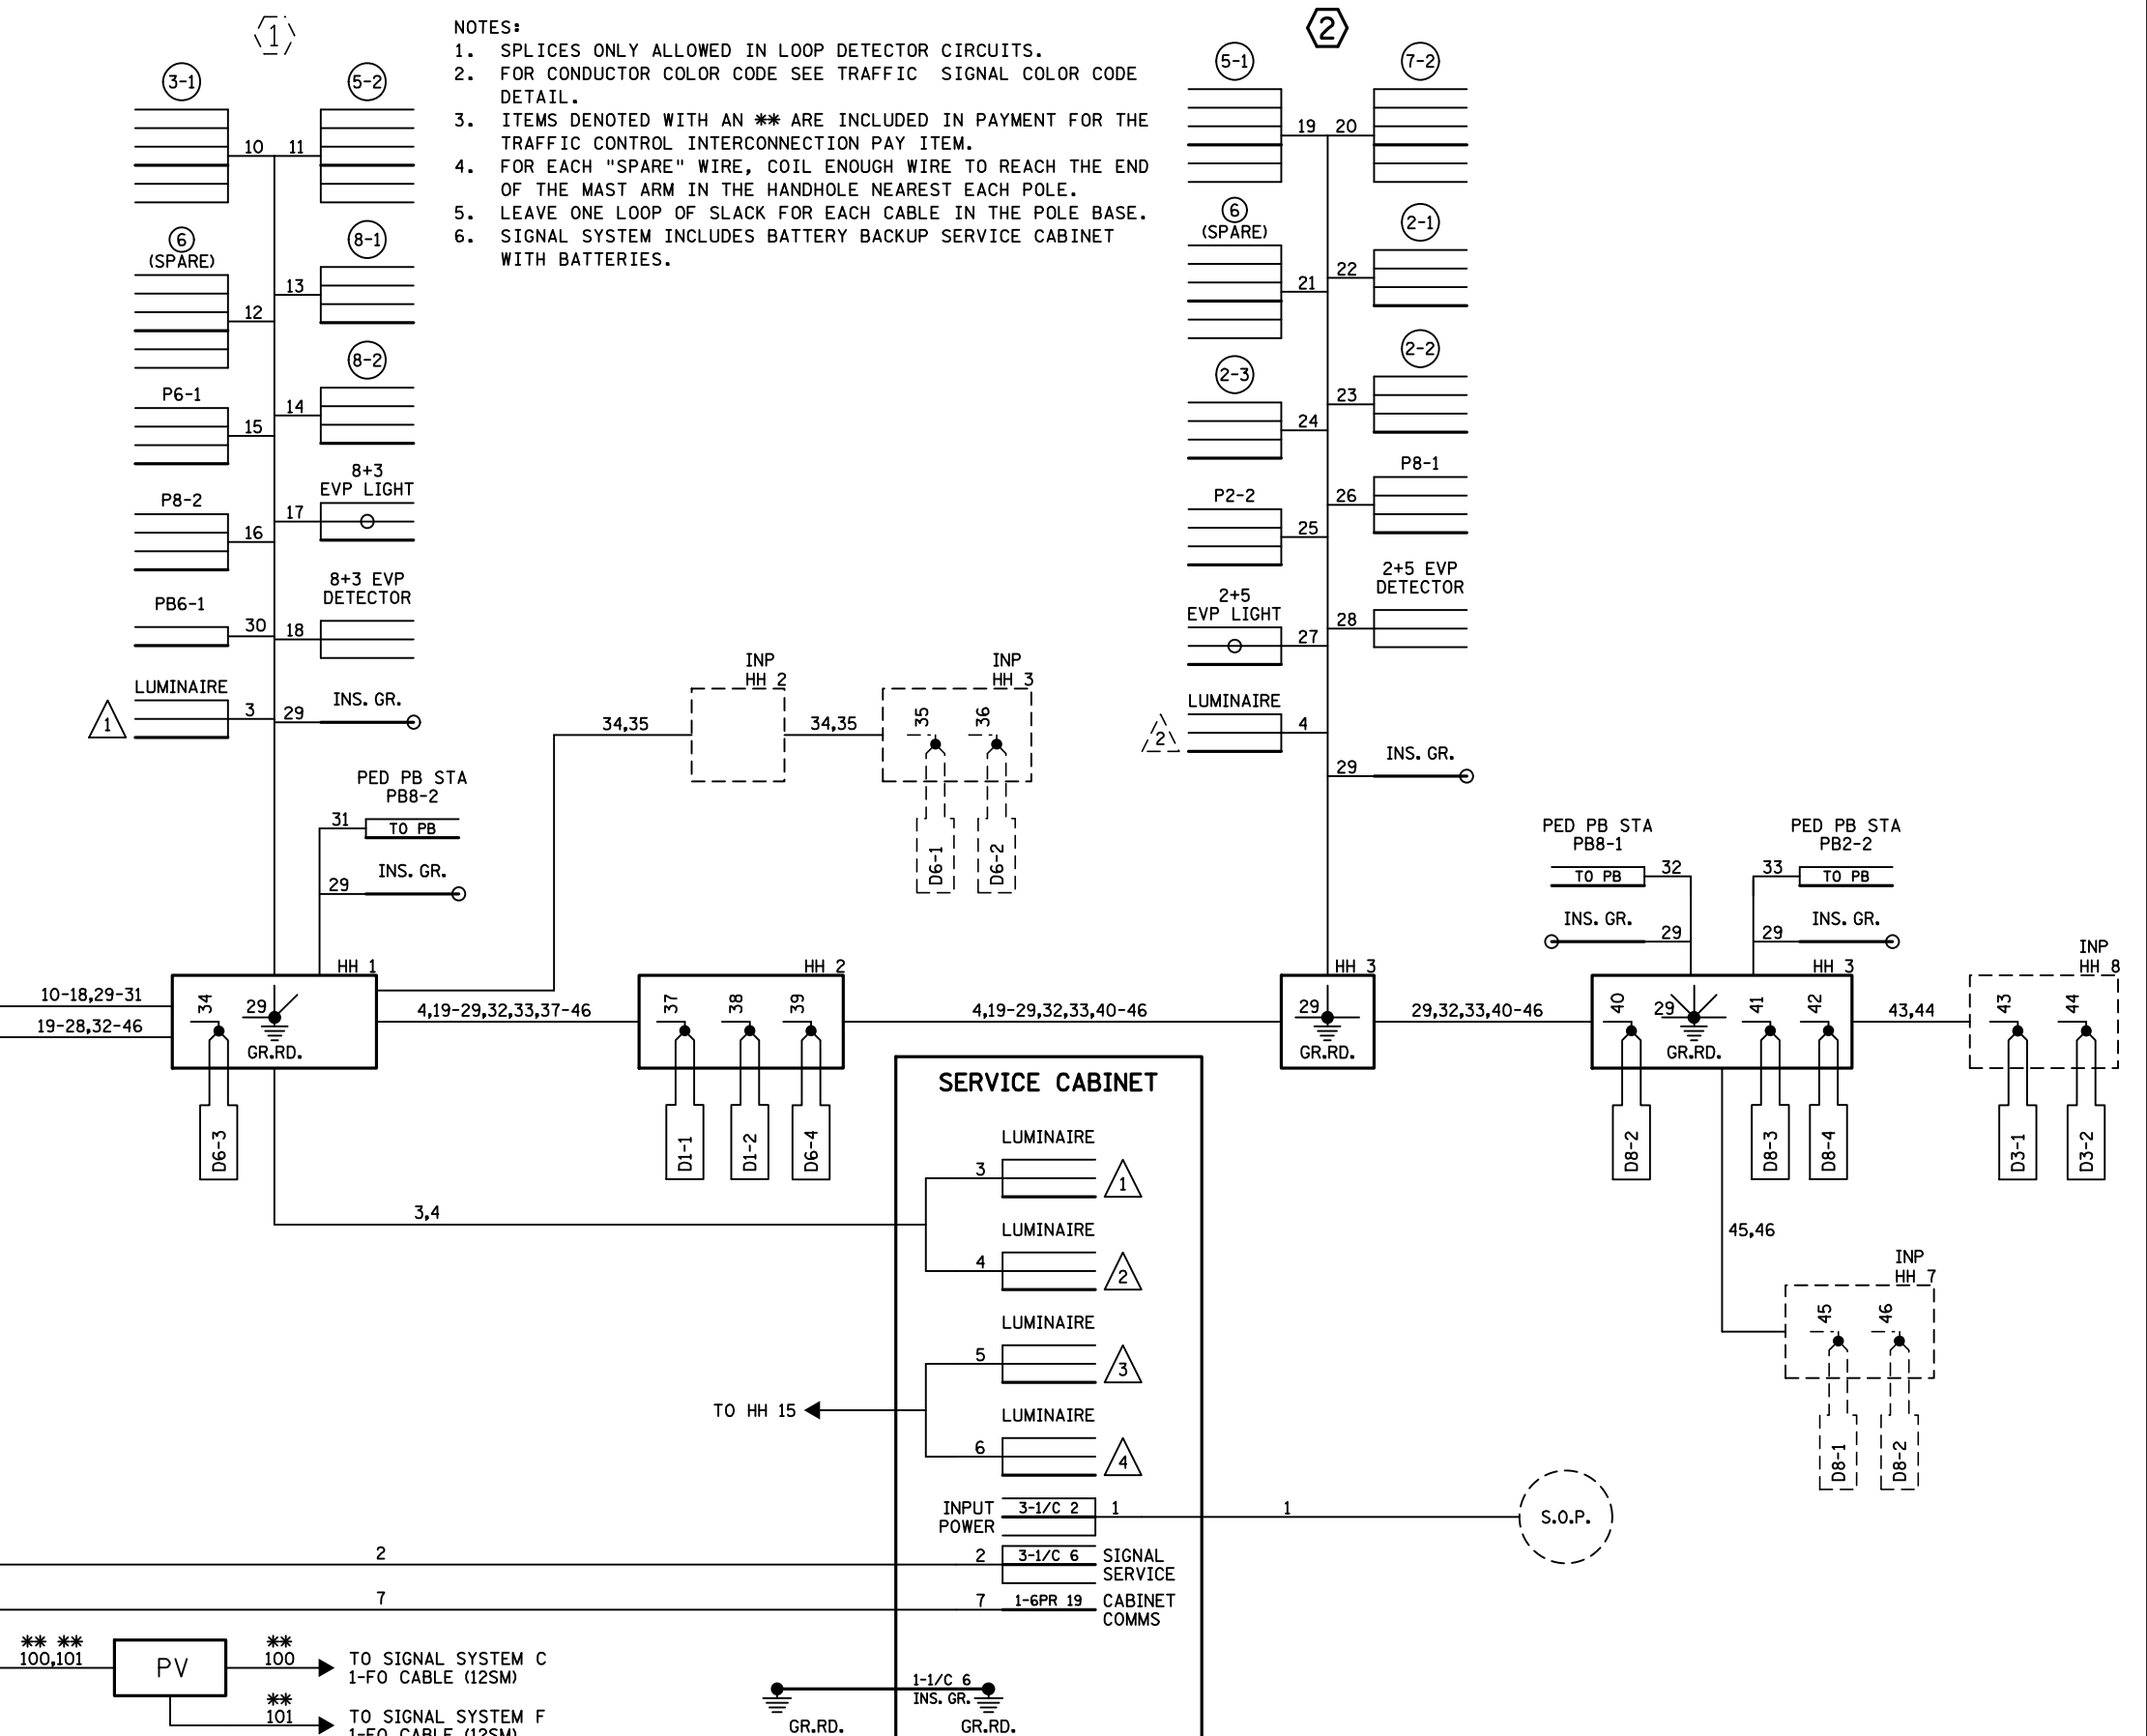 1
3-1
5-2
10
11
6
(SPARE)
8-1
13
12
8-2
P6-1
14
15
8+3
EVP LIGHT
P8-2
17
16
8+3 EVP
DETECTOR
PB6-1
30
18
LUMINAIRE
1
3
29
INS. GR.
PED PB STA
PB8-2
31
TO PB
INS. GR.
29
NOTES:
1. SPLICES ONLY ALLOWED IN LOOP DETECTOR CIRCUITS.
2. FOR CONDUCTOR COLOR CODE SEE TRAFFIC SIGNAL COLOR CODE
DETAIL.
3. ITEMS DENOTED WITH AN ** ARE INCLUDED IN PAYMENT FOR THE
TRAFFIC CONTROL INTERCONNECTION PAY ITEM.
4. FOR EACH "SPARE" WIRE, COIL ENOUGH WIRE TO REACH THE END
OF THE MAST ARM IN THE HANDHOLE NEAREST EACH POLE.
5. LEAVE ONE LOOP OF SLACK FOR EACH CABLE IN THE POLE BASE.
6. SIGNAL SYSTEM INCLUDES BATTERY BACKUP SERVICE CABINET
WITH BATTERIES.
2
5-1
7-2
19
20
6
(SPARE)
2-1
22
21
2-2
2-3
23
24
P8-1
P2-2
26
25
2+5 EVP
DETECTOR
2+5
EVP LIGHT
28
27
LUMINAIRE
2
4
29
INS. GR.
INP
HH 2
INP
HH 3
34,35
34,35
35
36
D6-1
D6-2
PED PB STA
PB8-1
PED PB STA
PB2-2
TO PB
32
33
TO PB
INS. GR.
29
29
INS. GR.
HH 1
HH 2
HH 3
HH 3
INP
HH 8
10-18,29-31
19-28,32-46
34
29
GR.RD.
D6-3
4,19-29,32,33,37-46
37
38
39
D1-1
D1-2
D6-4
4,19-29,32,33,40-46
29
GR.RD.
29,32,33,40-46
40
29
GR.RD.
41
42
D8-2
D8-3
D8-4
43,44
43
44
D3-1
D3-2
45,46
INP
HH 7
45
46
D8-1
D8-2
3,4
SERVICE CABINET
LUMINAIRE
3
1
LUMINAIRE
4
2
LUMINAIRE
5
3
TO HH 15
LUMINAIRE
6
4
INPUT
POWER
3-1/C 2
1
1
S.O.P.
2
2
3-1/C 6
SIGNAL
SERVICE
7
7
1-6PR 19
CABINET
COMMS
** **
100,101
PV
**
100
TO SIGNAL SYSTEM C
1-FO CABLE (12SM)
**
101
TO SIGNAL SYSTEM F
1-FO CABLE (12SM)
1-1/C 6
INS. GR.
GR.RD.
GR.RD.